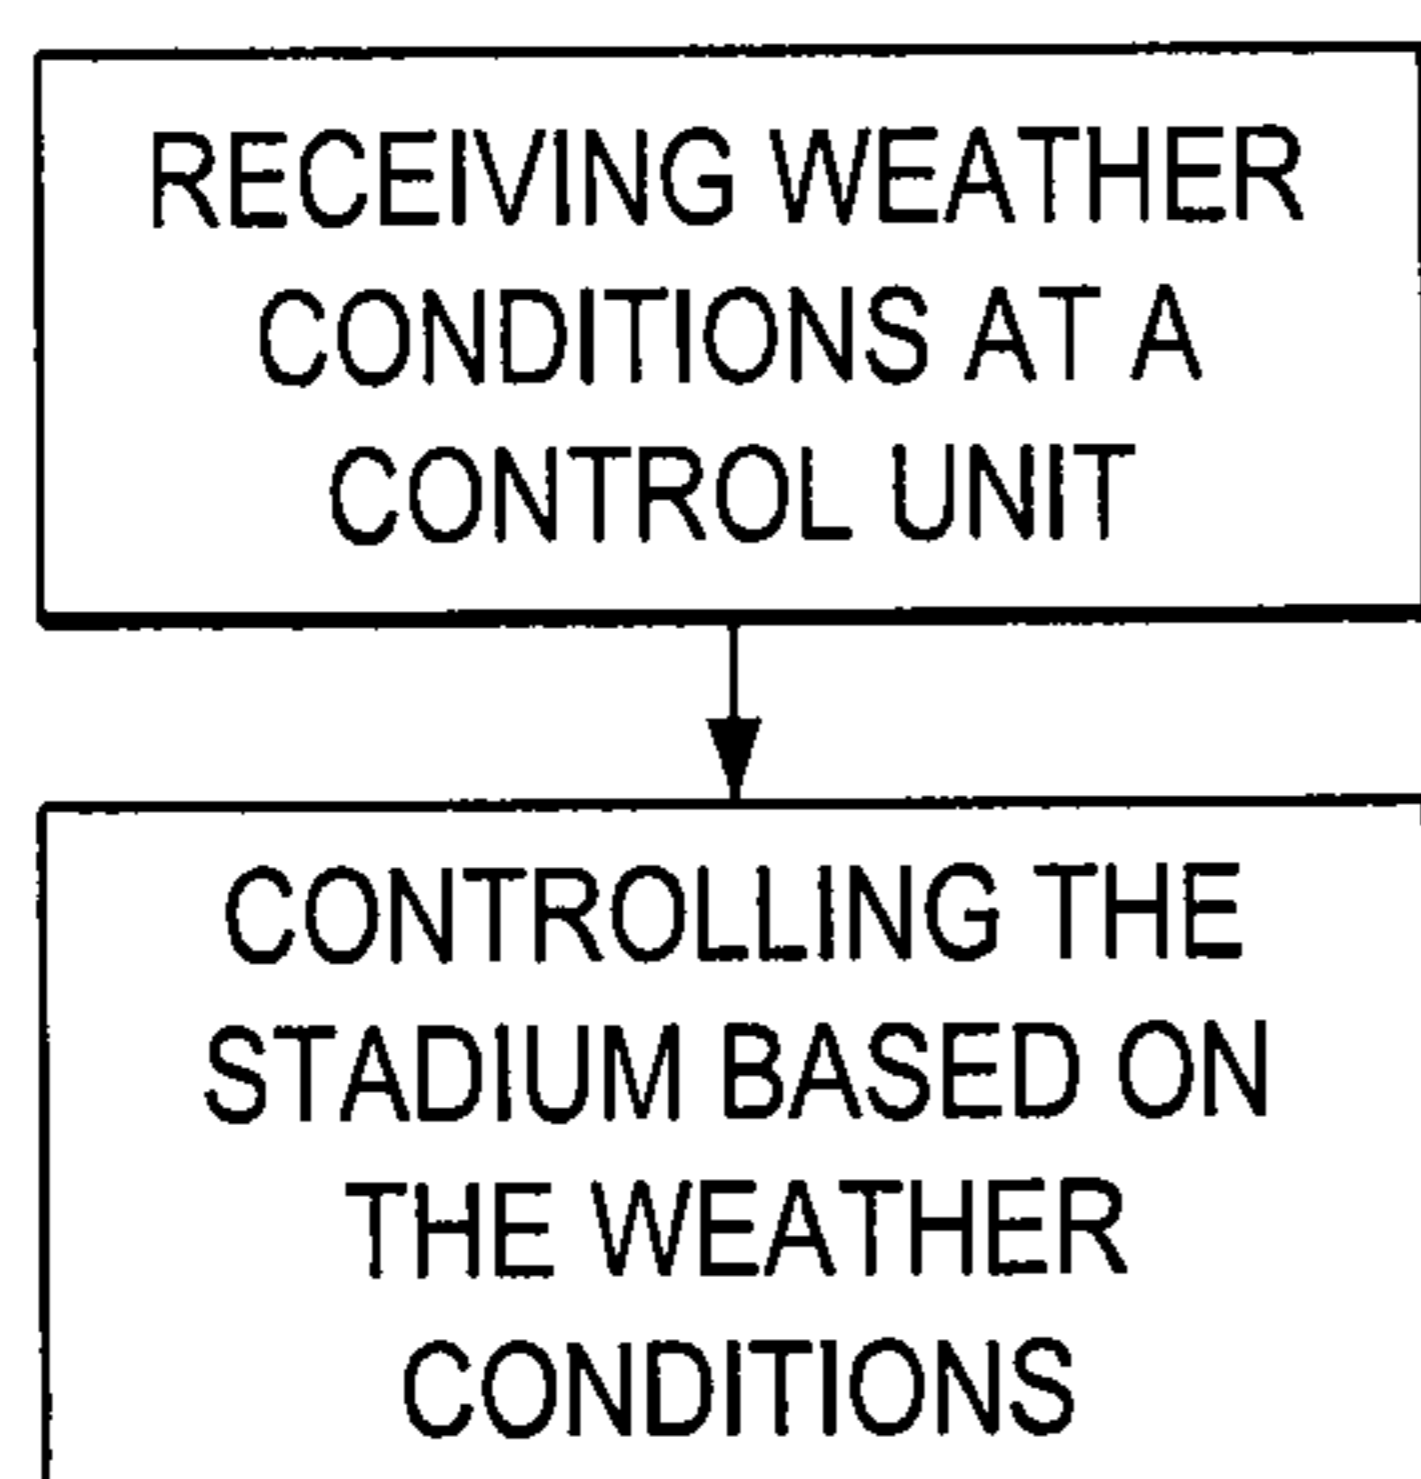 RECEIVING WEATHER
CONDITIONS AT A
CONTROL UNIT
CONTROLLING THE
STADIUM BASED ON
THE WEATHER
CONDITIONS